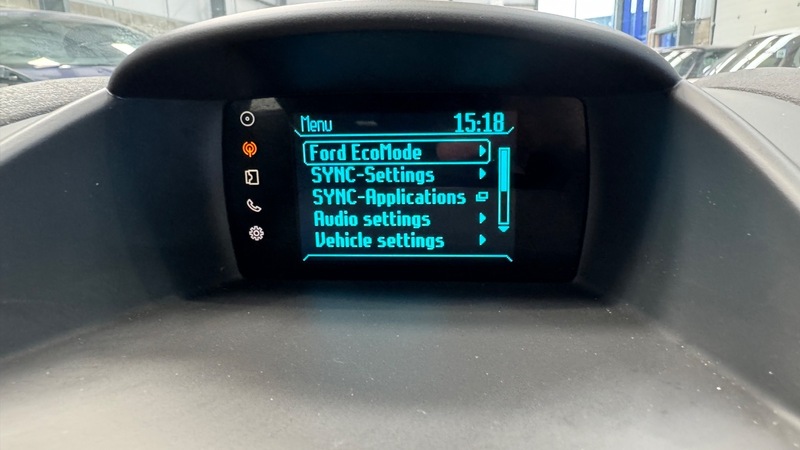 Menu 15:18
Ford EcoMode
SYNC-Settings
SYNC-Applications
Audio settings
Vehicle settings